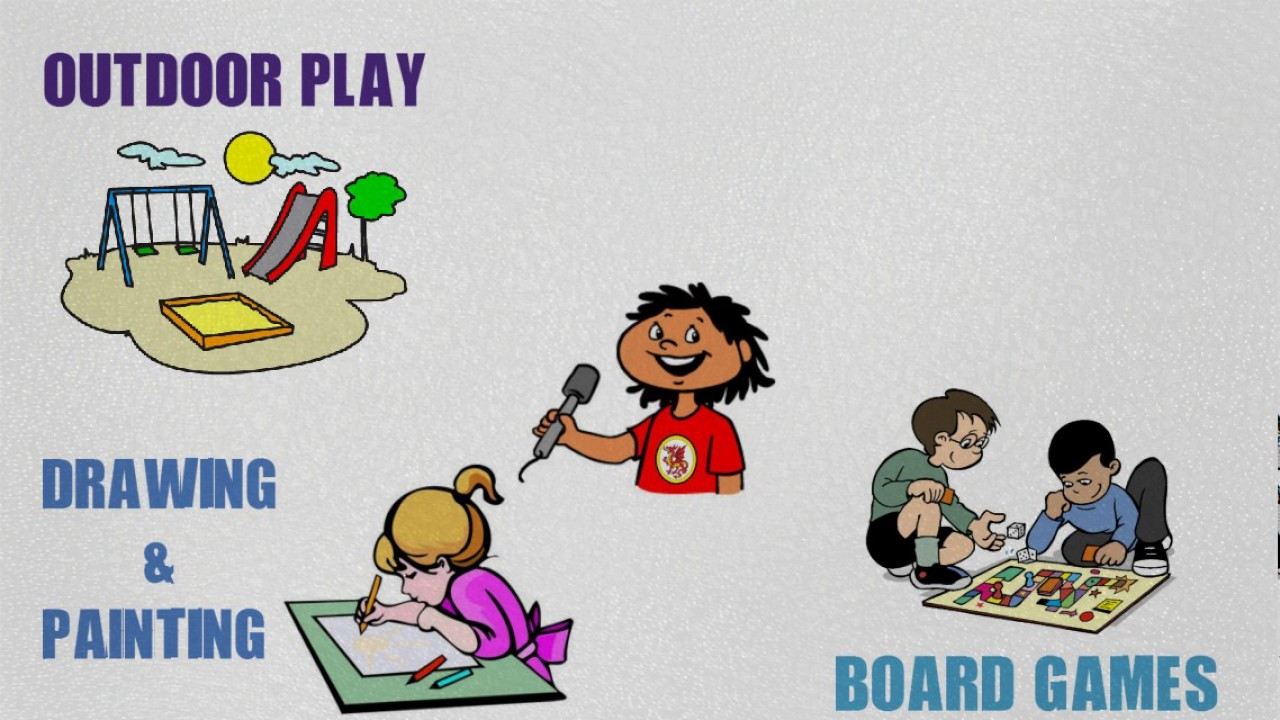 OUTDOOR PLAY
DRAWING
&
PAINTING
BOARD GAMES